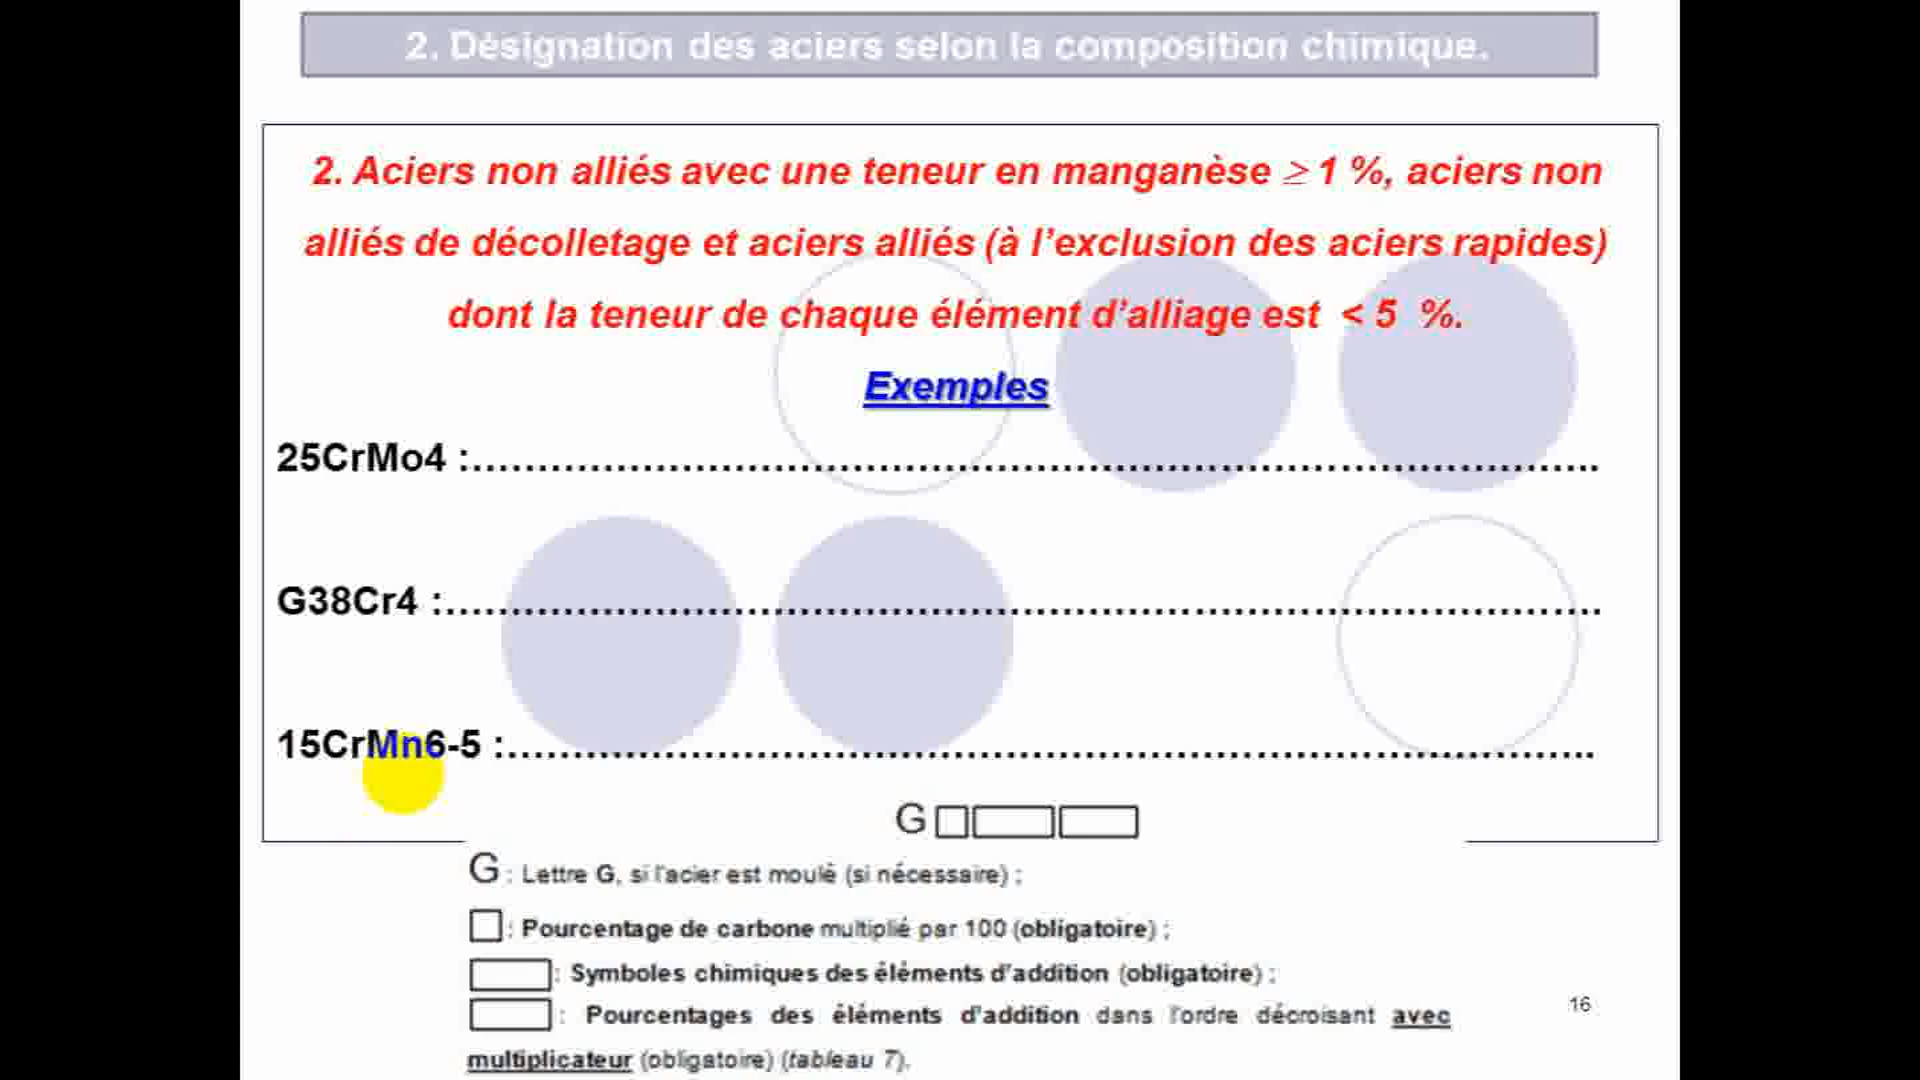 2. Désignation des aciers selon la composition chimique.
2. Aciers non alliés avec une teneur en manganèse ≥ 1 %, aciers non
alliés de décolletage et aciers alliés (à l'exclusion des aciers rapides)
dont la teneur de chaque élément d'alliage est < 5 %.
Exemples
25CrMo4 :..........................................................................................
G38Cr4 :............................................................................................
15CrMn6-5 :.......................................................................................
G
G : Lettre G, si l'acier est moulé (si nécessaire) ;
: Pourcentage de carbone multiplié par 100 (obligatoire) ;
: Symboles chimiques des éléments d'addition (obligatoire) ;
: Pourcentages des éléments d'addition dans l'ordre décroisant avec
multiplicateur (obligatoire) (tableau 7).
16